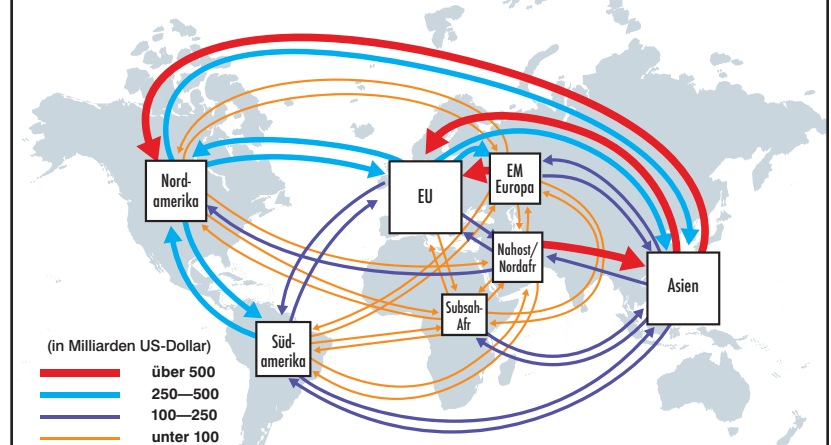 Nord-
amerika
EU
EM
Europa
Nahost/
Nordafr
Asien
Subsah-
Afr
Süd-
amerika
(in Milliarden US-Dollar)
über 500
250—500
100—250
unter 100